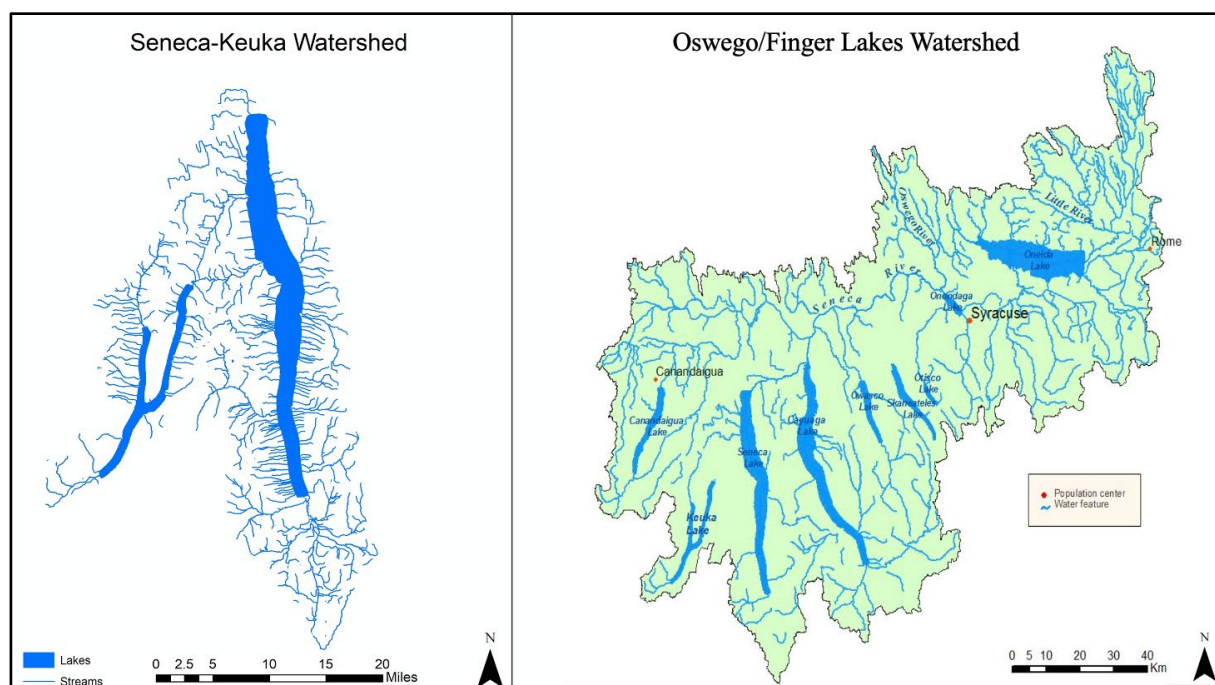 Seneca-Keuka Watershed
Lakes
Streams
0 2.5 5 10 15 20
Miles
N
Oswego/Finger Lakes Watershed
Oswego River
Little River
Rome
Oneida
Lake
Seneca River
Onondaga
Lake
Syracuse
Canandaigua
Canandaigua
Lake
Seneca
Lake
Cayuaga
Lake
Owasco
Lake
Otisco
Lake
Skaneateles
Lake
Keuka
Lake
Population center
Water feature
0 5 10 20 30 40
Km
N